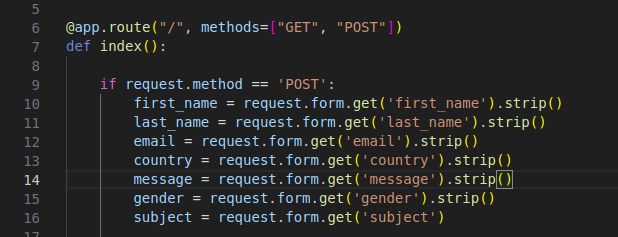 5
6 @app.route("/", methods=["GET", "POST"])
7 def index():
8
9 if request.method == 'POST':
10 first_name = request.form.get('first_name').strip()
11 last_name = request.form.get('last_name').strip()
12 email = request.form.get('email').strip()
13 country = request.form.get('country').strip()
14 message = request.form.get('message').strip()
15 gender = request.form.get('gender').strip()
16 subject = request.form.get('subject')
17